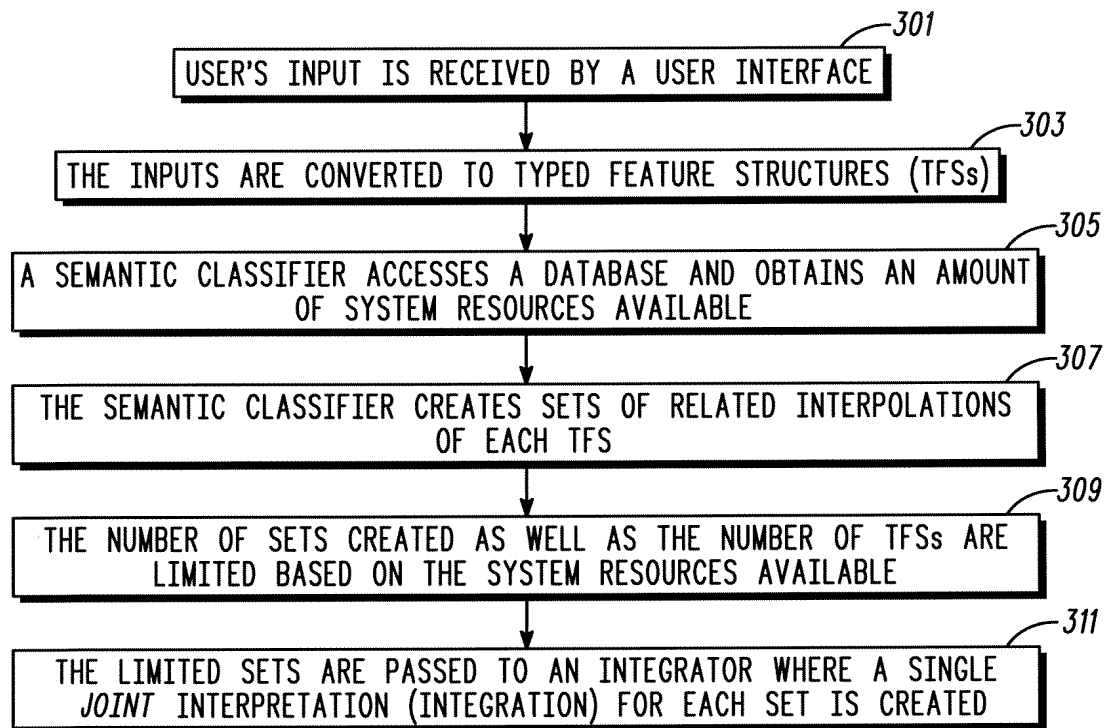 301
USER'S INPUT IS RECEIVED BY A USER INTERFACE
303
THE INPUTS ARE CONVERTED TO TYPED FEATURE STRUCTURES (TFSs)
305
A SEMANTIC CLASSIFIER ACCESSES A DATABASE AND OBTAINS AN AMOUNT
OF SYSTEM RESOURCES AVAILABLE
307
THE SEMANTIC CLASSIFIER CREATES SETS OF RELATED INTERPOLATIONS
OF EACH TFS
309
THE NUMBER OF SETS CREATED AS WELL AS THE NUMBER OF TFSs ARE
LIMITED BASED ON THE SYSTEM RESOURCES AVAILABLE
311
THE LIMITED SETS ARE PASSED TO AN INTEGRATOR WHERE A SINGLE
JOINT INTERPRETATION (INTEGRATION) FOR EACH SET IS CREATED